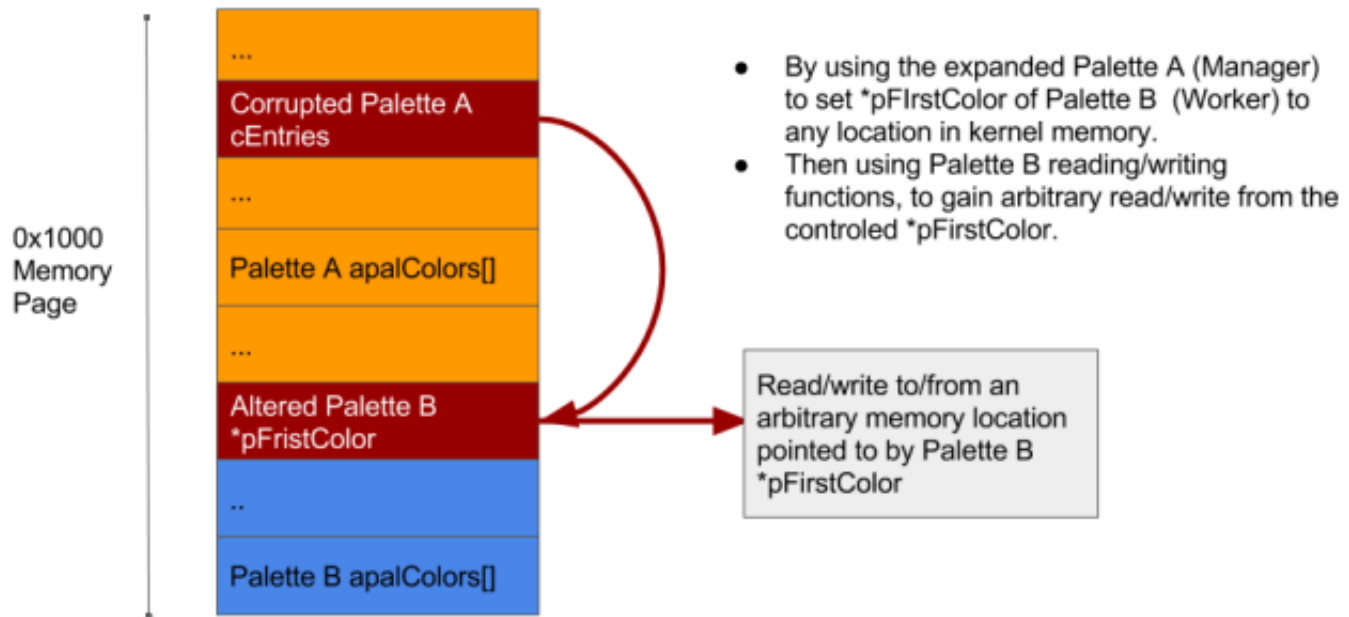 0x1000
Memory
Page
...
Corrupted Palette A
cEntries
...
Palette A apalColors[]
...
Altered Palette B
*pFristColor
..
Palette B apalColors[]
● By using the expanded Palette A (Manager)
to set *pFIrstColor of Palette B (Worker) to
any location in kernel memory.
● Then using Palette B reading/writing
functions, to gain arbitrary read/write from the
controled *pFirstColor.
Read/write to/from an
arbitrary memory location
pointed to by Palette B
*pFirstColor